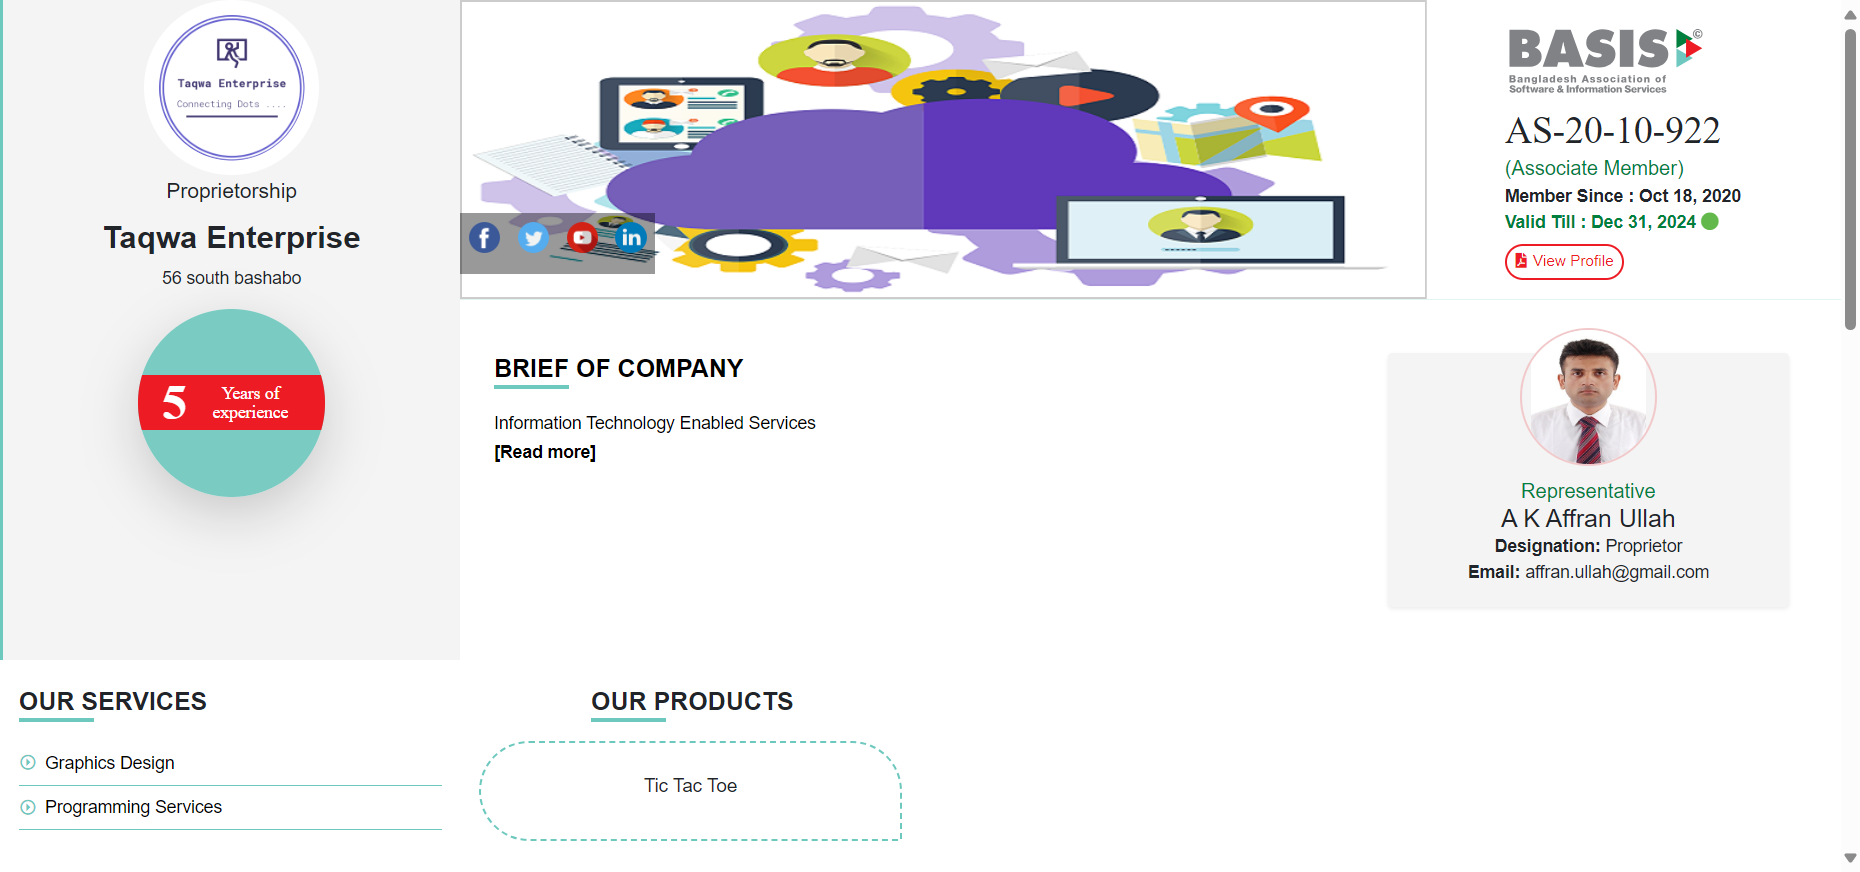 Taqwa Enterprise
Connecting Dots ....
Proprietorship
Taqwa Enterprise
56 south bashabo
5
Years of
experience
BASIS©
Bangladesh Association of
Software & Information Services
AS-20-10-922
(Associate Member)
Member Since : Oct 18, 2020
Valid Till : Dec 31, 2024
View Profile
BRIEF OF COMPANY
Information Technology Enabled Services
[Read more]
Representative
A K Affran Ullah
Designation: Proprietor
Email: affran.ullah@gmail.com
OUR SERVICES
Graphics Design
Programming Services
OUR PRODUCTS
Tic Tac Toe